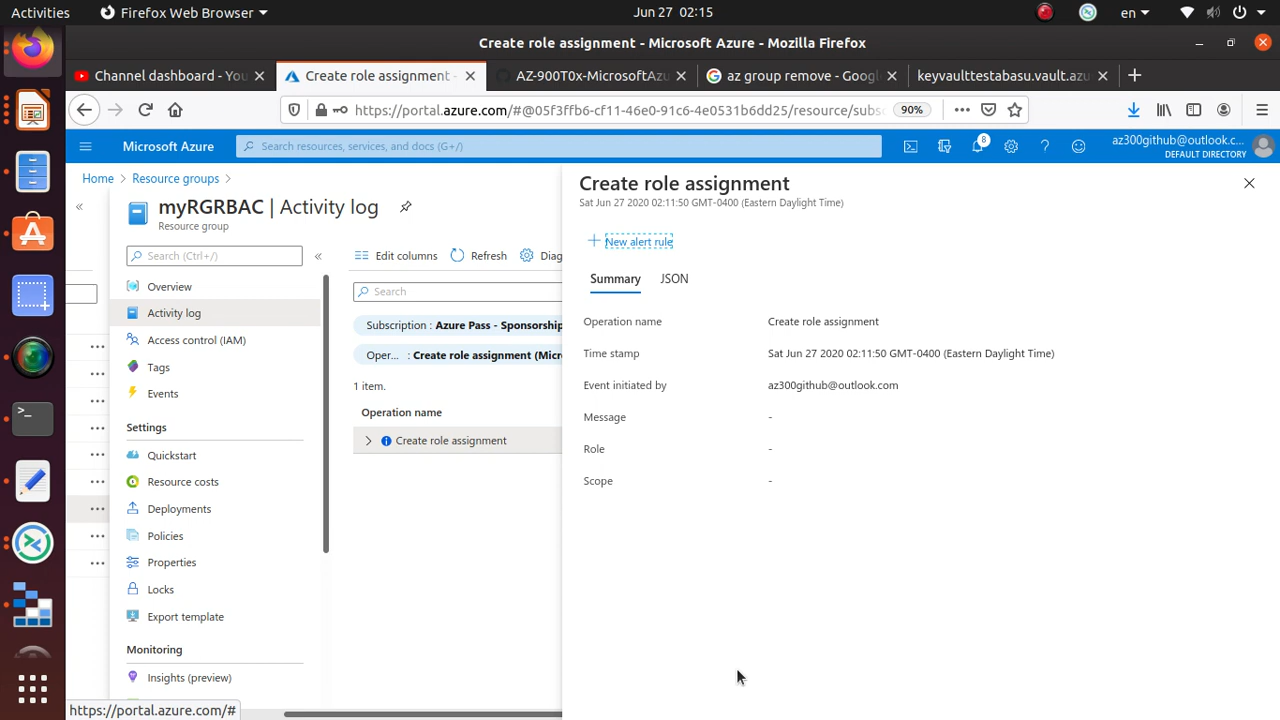 Activities
Firefox Web Browser
Jun 27 02:15
en
Create role assignment - Microsoft Azure - Mozilla Firefox
Channel dashboard - You
Create role assignment -
AZ-900T0x-MicrosoftAzu
az group remove - Googl
keyvaulttestabasu.vault.azu
https://portal.azure.com/#@05f3ffb6-cf11-46e0-91c6-4e0531b6dd25/resource/subs
90%
Microsoft Azure
Search resources, services, and docs (G+/)
8
az300github@outlook.c...
DEFAULT DIRECTORY
Home
Resource groups
myRGRBAC | Activity log
Resource group
Search (Ctrl+/)
Overview
Activity log
Access control (IAM)
Tags
Events
Settings
Quickstart
Resource costs
Deployments
Policies
Properties
Locks
Export template
Monitoring
Insights (preview)
Edit columns
Refresh
Diag
Search
Subscription : Azure Pass - Sponsorship
Oper... : Create role assignment (Micr
1 item.
Operation name
Create role assignment
Create role assignment
Sat Jun 27 2020 02:11:50 GMT-0400 (Eastern Daylight Time)
New alert rule
Summary
JSON
Operation name
Create role assignment
Time stamp
Sat Jun 27 2020 02:11:50 GMT-0400 (Eastern Daylight Time)
Event initiated by
az300github@outlook.com
Message
-
Role
-
Scope
-
https://portal.azure.com/#